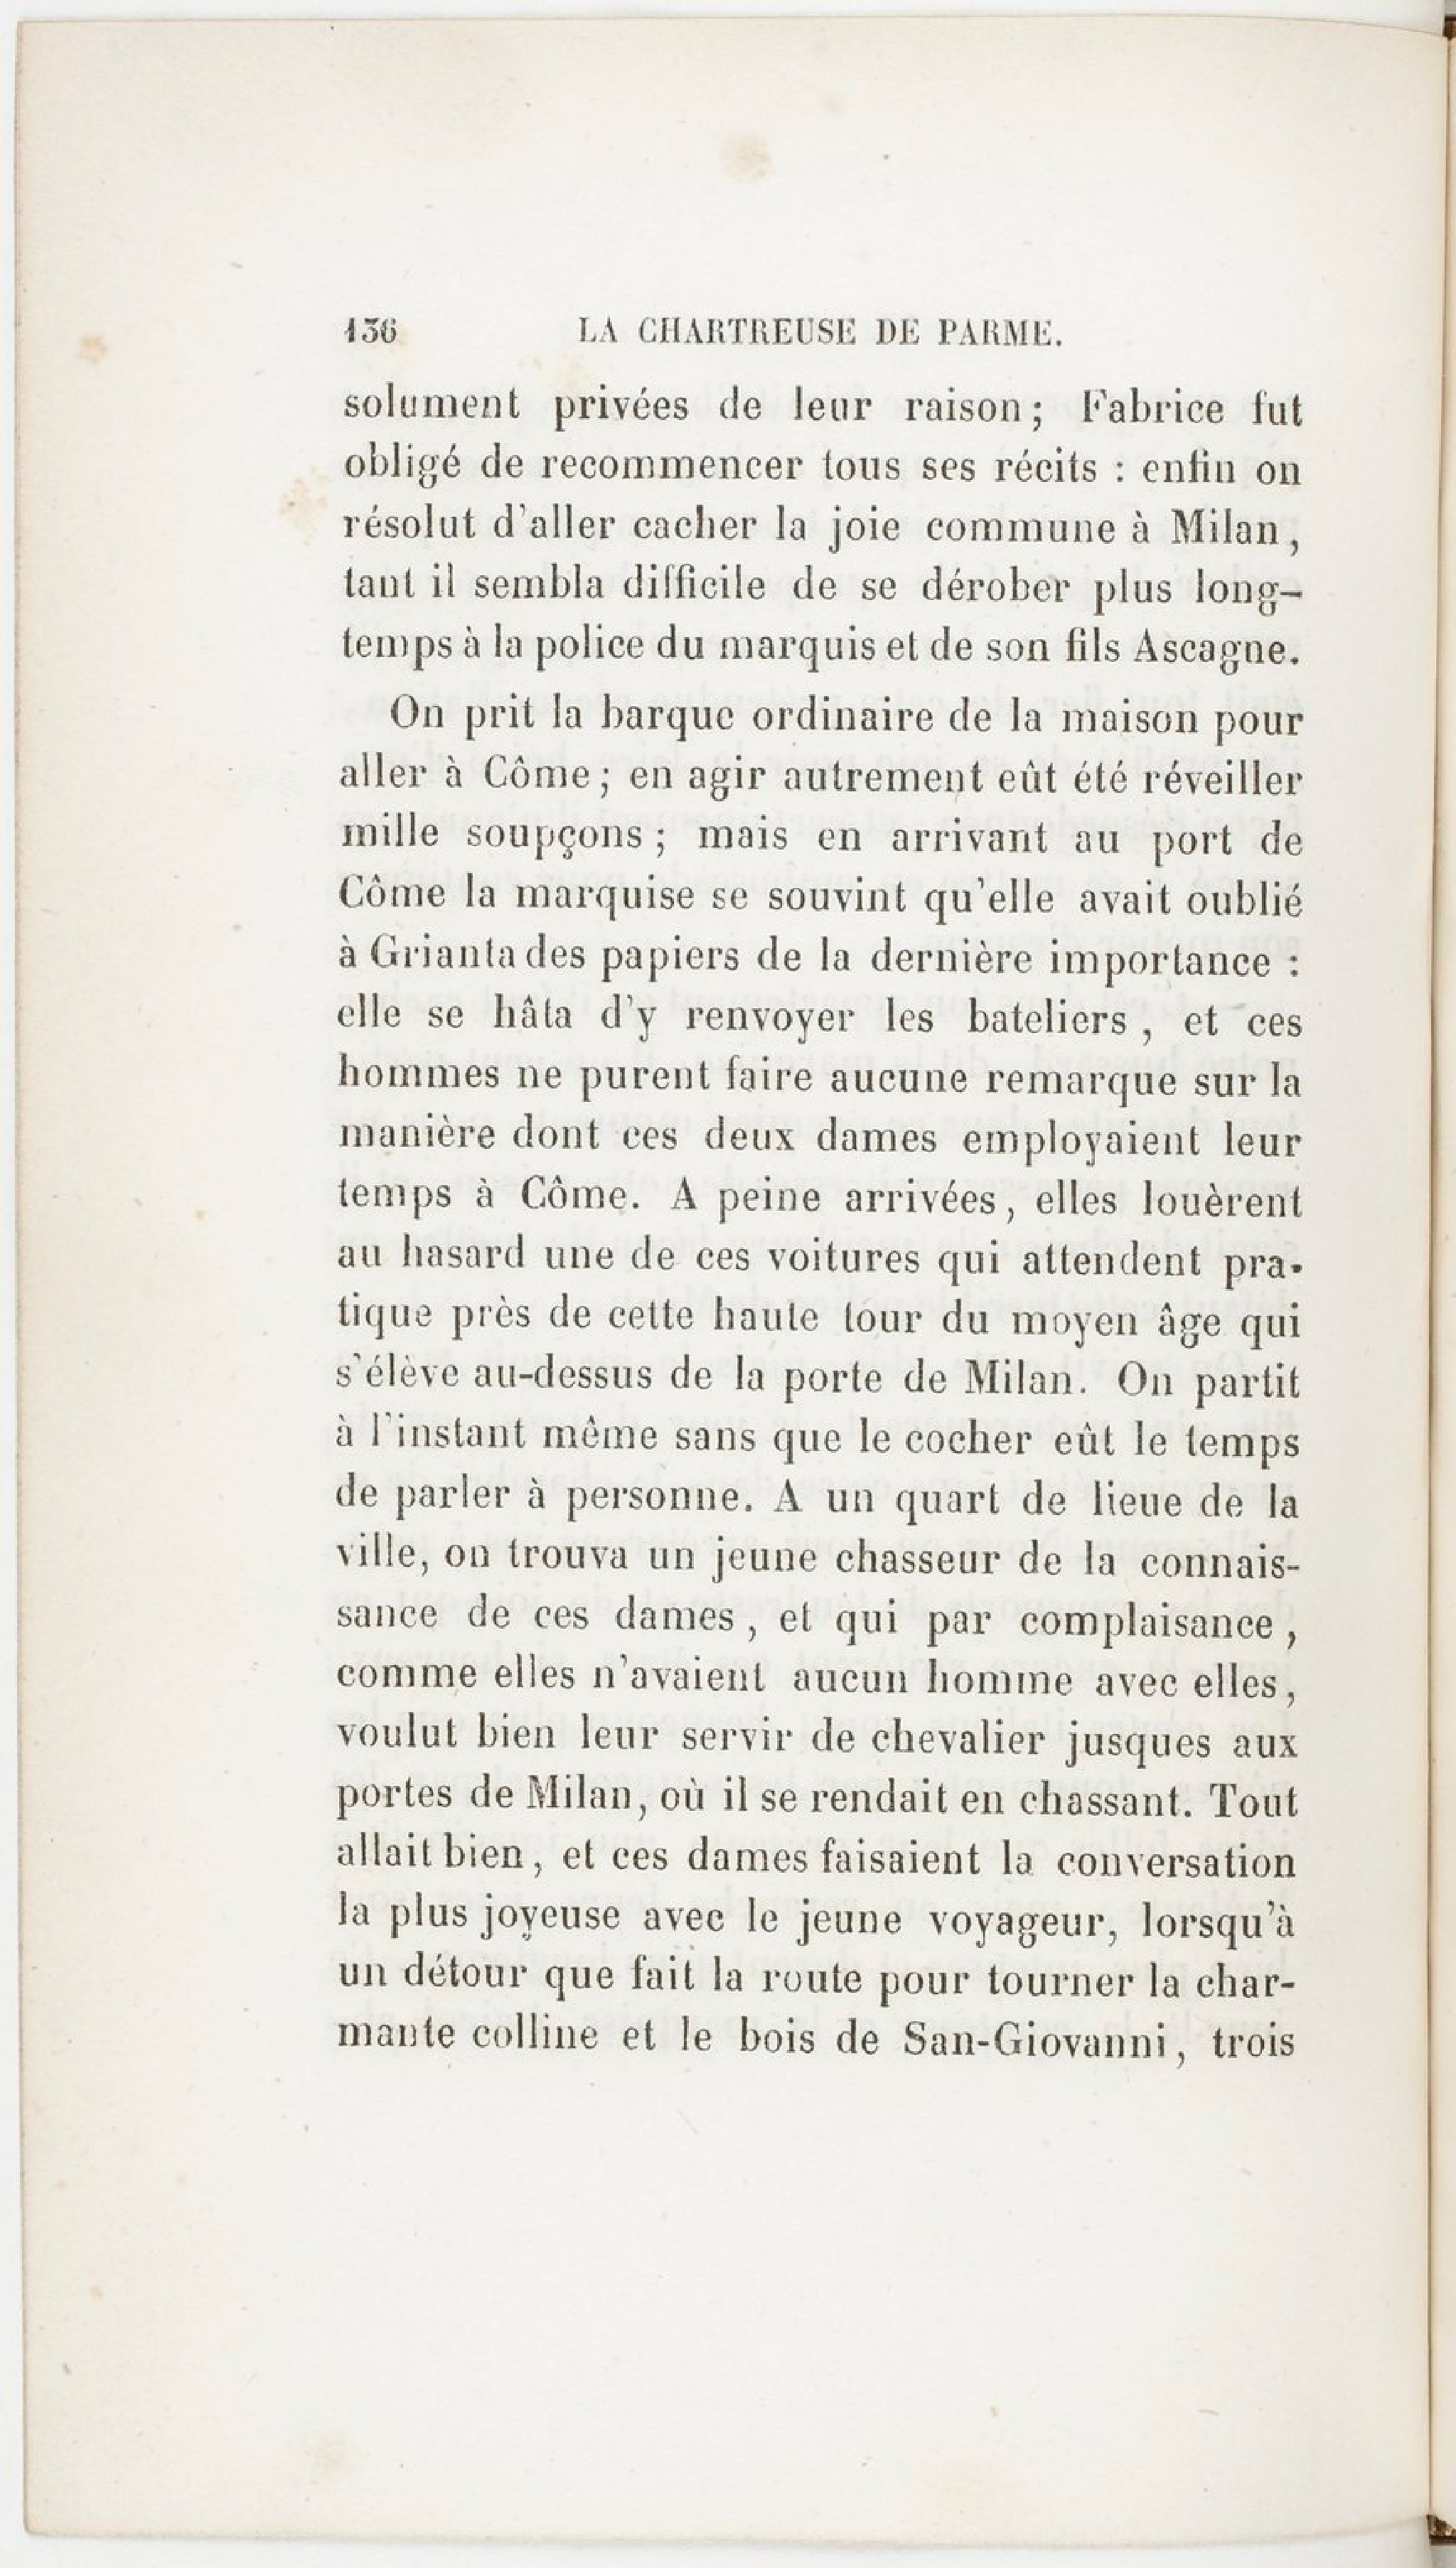 136 LA CHARTREUSE DE PARME.
solument privées de leur raison; Fabrice fut
obligé de recommencer tous ses récits : enfin on
résolut d'aller cacher la joie commune à Milan,
tant il sembla difficile de se dérober plus long-
temps à la police du marquis et de son fils Ascagne.
On prit la barque ordinaire de la maison pour
aller à Côme; en agir autrement eût été réveiller
mille soupçons; mais en arrivant au port de
Côme la marquise se souvint qu'elle avait oublié
à Grianta des papiers de la dernière importance :
elle se hâta d'y renvoyer les bateliers, et ces
hommes ne purent faire aucune remarque sur la
manière dont ces deux dames employaient leur
temps à Côme. A peine arrivées, elles louèrent
au hasard une de ces voitures qui attendent pra-
tique près de cette haute tour du moyen âge qui
s'élève au-dessus de la porte de Milan. On partit
à l'instant même sans que le cocher eût le temps
de parler à personne. A un quart de lieue de la
ville, on trouva un jeune chasseur de la connais-
sance de ces dames, et qui par complaisance,
comme elles n'avaient aucun homme avec elles,
voulut bien leur servir de chevalier jusques aux
portes de Milan, où il se rendait en chassant. Tout
allait bien, et ces dames faisaient la conversation
la plus joyeuse avec le jeune voyageur, lorsqu'à
un détour que fait la route pour tourner la char-
mante colline et le bois de San-Giovanni, trois